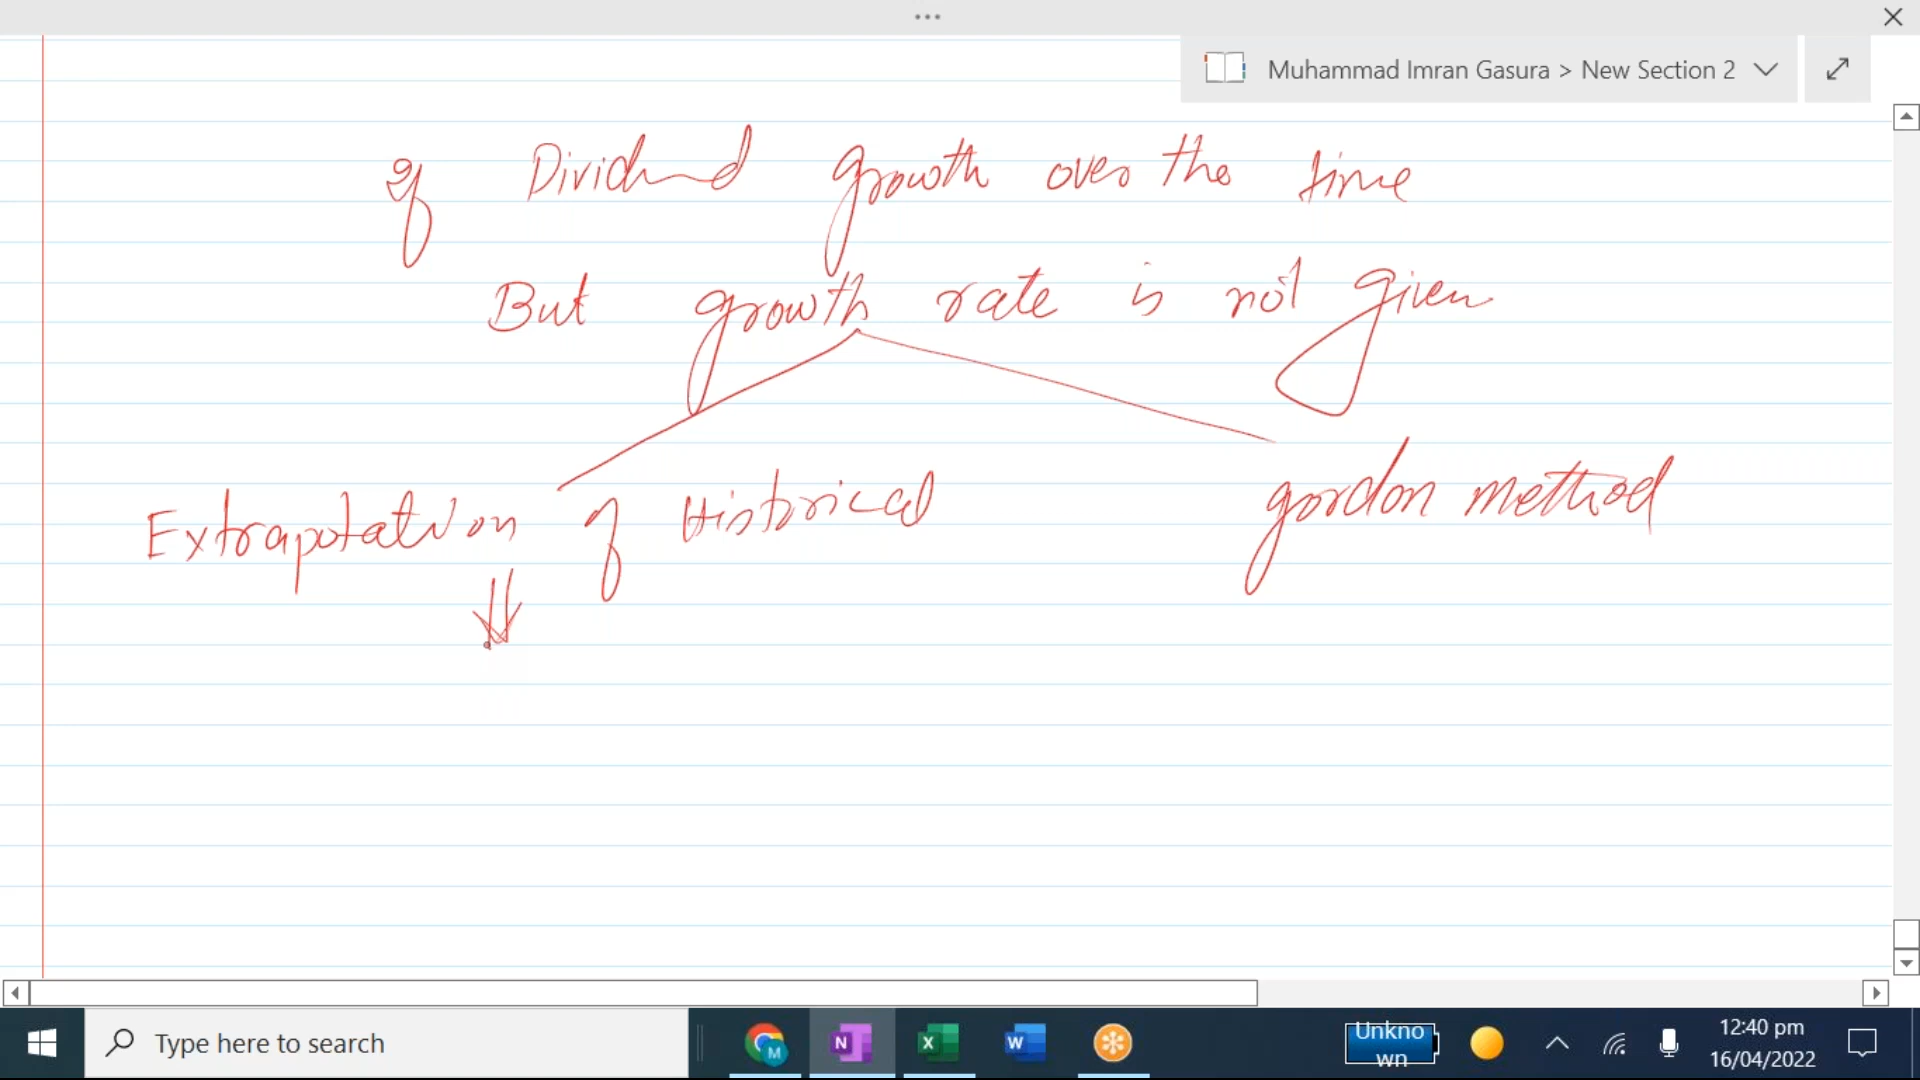 Muhammad Imran Gasura > New Section 2
If Dividend growth over the time
But growth rate is not given
Extrapolation of Historical
gordon method
Type here to search
Unkno
wn
12:40 pm
16/04/2022